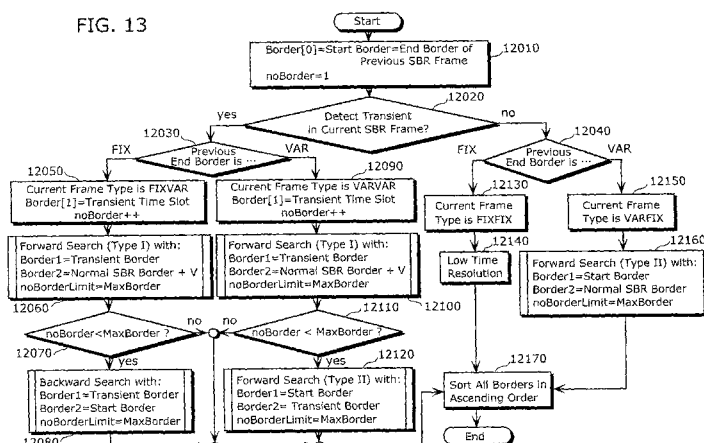 FIG. 13
Start
Border[0]=Start Border=End Border of
Previous SBR Frame
noBorder=1
12010
12020
yes
Detect Transient
in Current SBR Frame?
no
12030
FIX
Previous
End Border is ...
VAR
12040
FIX
Previous
End Border is ...
VAR
12050
Current Frame Type is FIXVAR
Border[1]=Transient Time Slot
noBorder++
12090
Current Frame Type is VARVAR
Border[1]=Transient Time Slot
noBorder++
12130
Current Frame
Type is FIXFIX
12150
Current Frame
Type is VARFIX
Forward Search (Type I) with:
Border1=Transient Border
Border2=Normal SBR Border + V
noBorderLimit=MaxBorder
12060
Forward Search (Type I) with:
Border1=Transient Border
Border2=Normal SBR Border + V
noBorderLimit=MaxBorder
12100
12140
Low Time
Resolution
12160
Forward Search (Type II) with:
Border1=Start Border
Border2=Normal SBR Border
noBorderLimit=MaxBorder
noBorder<MaxBorder ?
no
12070
yes
12110
no
noBorder < MaxBorder ?
yes
Backward Search with:
Border1=Transient Border
Border2=Start Border
noBorderLimit=MaxBorder
12080
12120
Forward Search (Type II) with:
Border1=Start Border
Border2= Transient Border
noBorderLimit=MaxBorder
12170
Sort All Borders in
Ascending Order
End